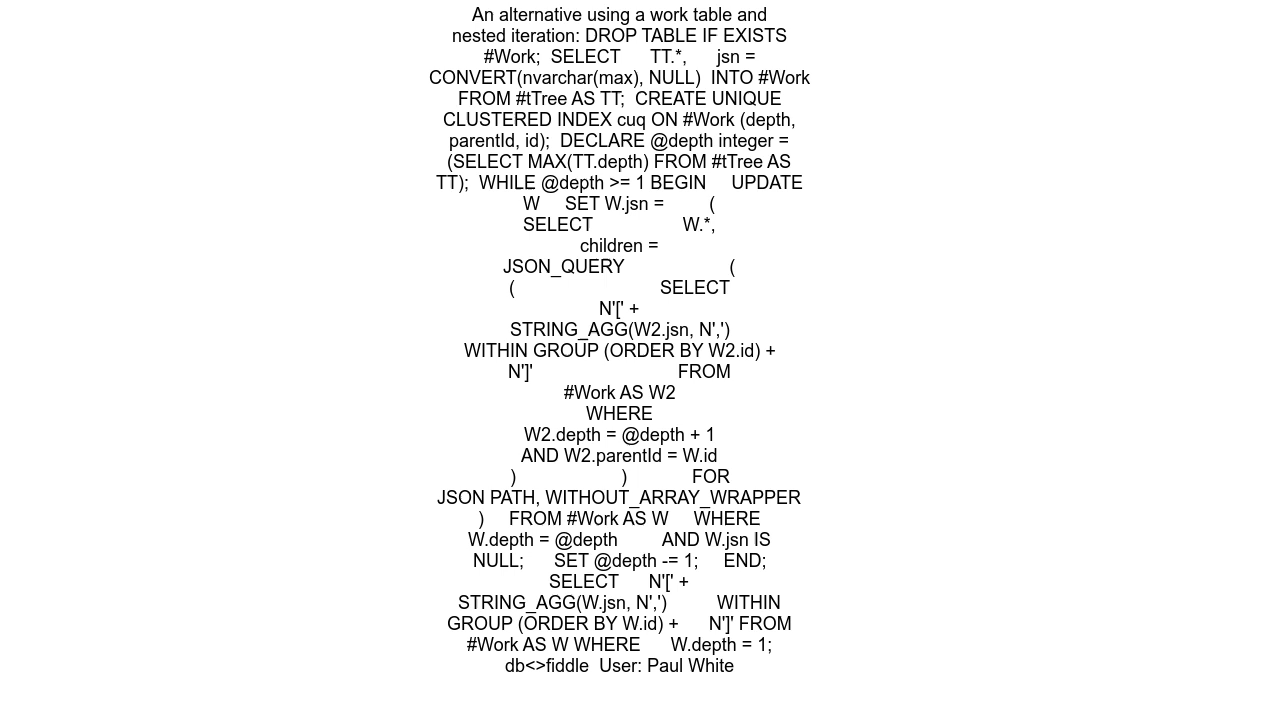 An alternative using a work table and
nested iteration: DROP TABLE IF EXISTS
#Work;  SELECT      TT.*,      jsn =
CONVERT(nvarchar(max), NULL)  INTO #Work
FROM #tTree AS TT;  CREATE UNIQUE
CLUSTERED INDEX cuq ON #Work (depth,
parentId, id);  DECLARE @depth integer =
(SELECT MAX(TT.depth) FROM #tTree AS
TT);  WHILE @depth >= 1 BEGIN     UPDATE
W     SET W.jsn =         (
SELECT                  W.*,
children =
JSON_QUERY                     (
(                             SELECT
N'[' +
STRING_AGG(W2.jsn, N',')
WITHIN GROUP (ORDER BY W2.id) +
N']'                             FROM
#Work AS W2
WHERE
W2.depth = @depth + 1
AND W2.parentId = W.id
)                     )             FOR
JSON PATH, WITHOUT_ARRAY_WRAPPER
)     FROM #Work AS W     WHERE
W.depth = @depth         AND W.jsn IS
NULL;      SET @depth -= 1;     END;
SELECT      N'[' +
STRING_AGG(W.jsn, N',')          WITHIN
GROUP (ORDER BY W.id) +      N']' FROM
#Work AS W WHERE      W.depth = 1;
db<>fiddle  User: Paul White